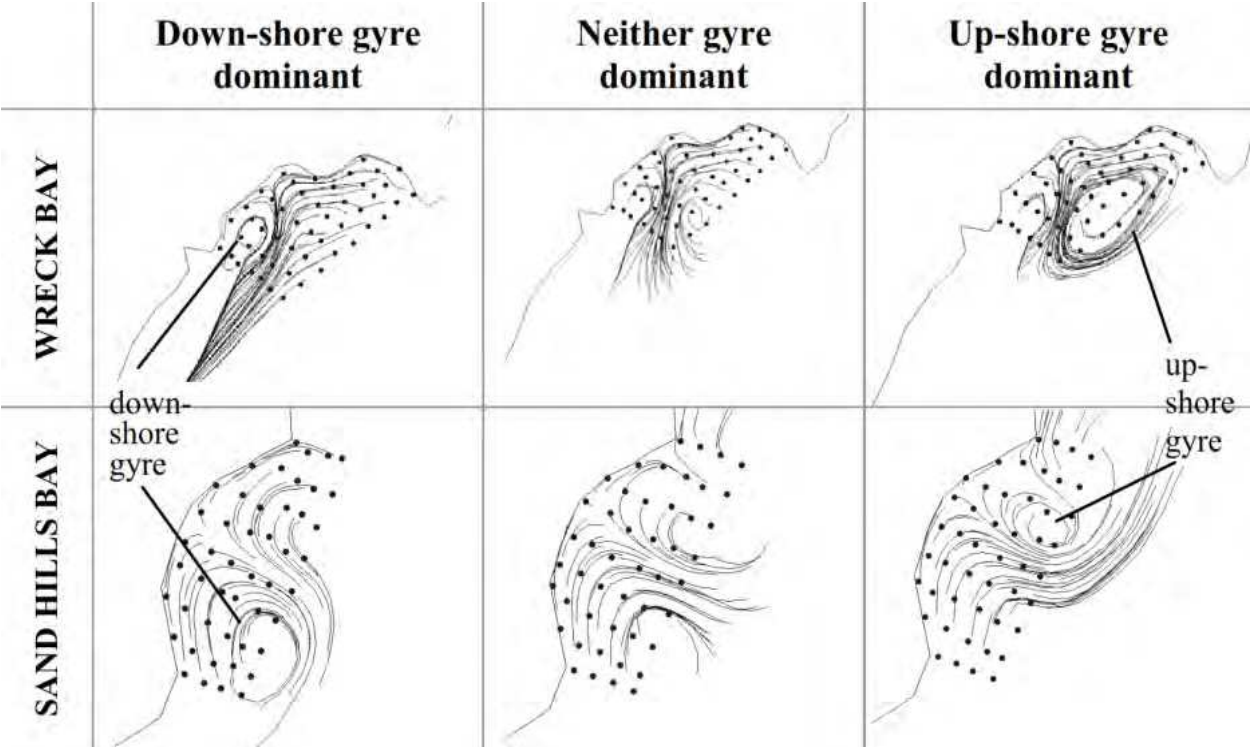 Down-shore gyre
dominant
Neither gyre
dominant
Up-shore gyre
dominant
WRECK BAY
down-
shore
gyre
up-
shore
gyre
SAND HILLS BAY